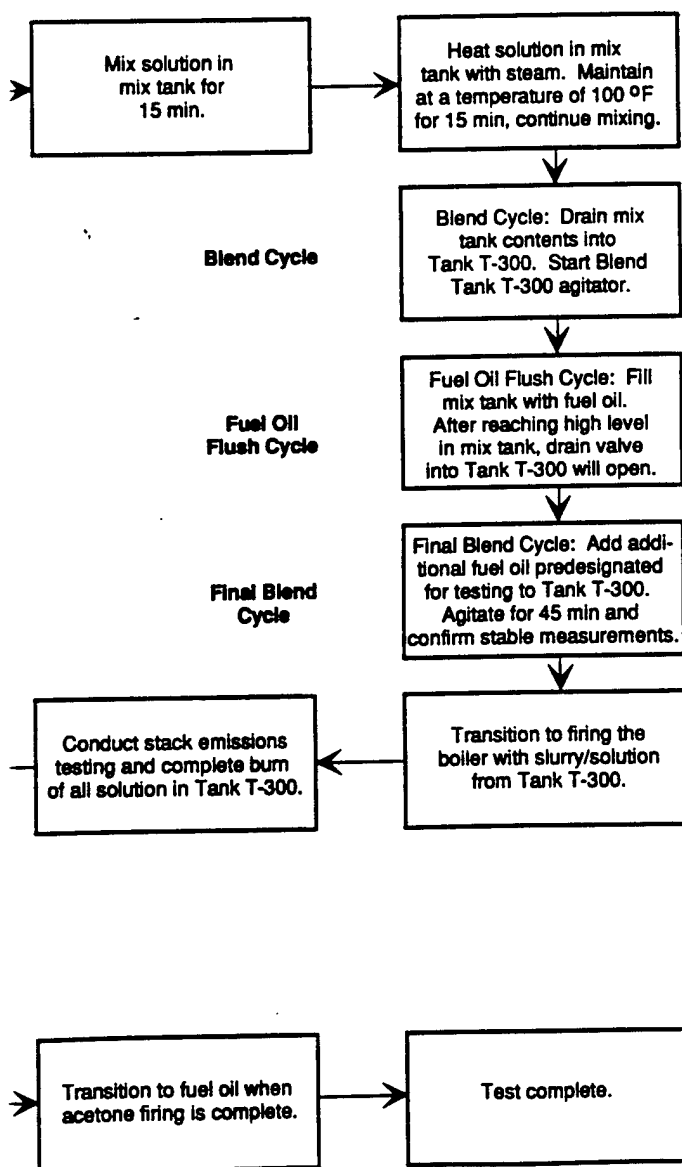 Mix solution in
mix tank for
15 min.
Heat solution in mix
tank with steam. Maintain
at a temperature of 100 ºF
for 15 min, continue mixing.
Blend Cycle
Blend Cycle: Drain mix
tank contents into
Tank T-300. Start Blend
Tank T-300 agitator.
Fuel Oil
Flush Cycle
Fuel Oil Flush Cycle: Fill
mix tank with fuel oil.
After reaching high level
in mix tank, drain valve
into Tank T-300 will open.
Final Blend
Cycle
Final Blend Cycle: Add addi-
tional fuel oil predesignated
for testing to Tank T-300.
Agitate for 45 min and
confirm stable measurements.
Transition to firing the
boiler with slurry/solution
from Tank T-300.
Conduct stack emissions
testing and complete burn
of all solution in Tank T-300.
Transition to fuel oil when
acetone firing is complete.
Test complete.